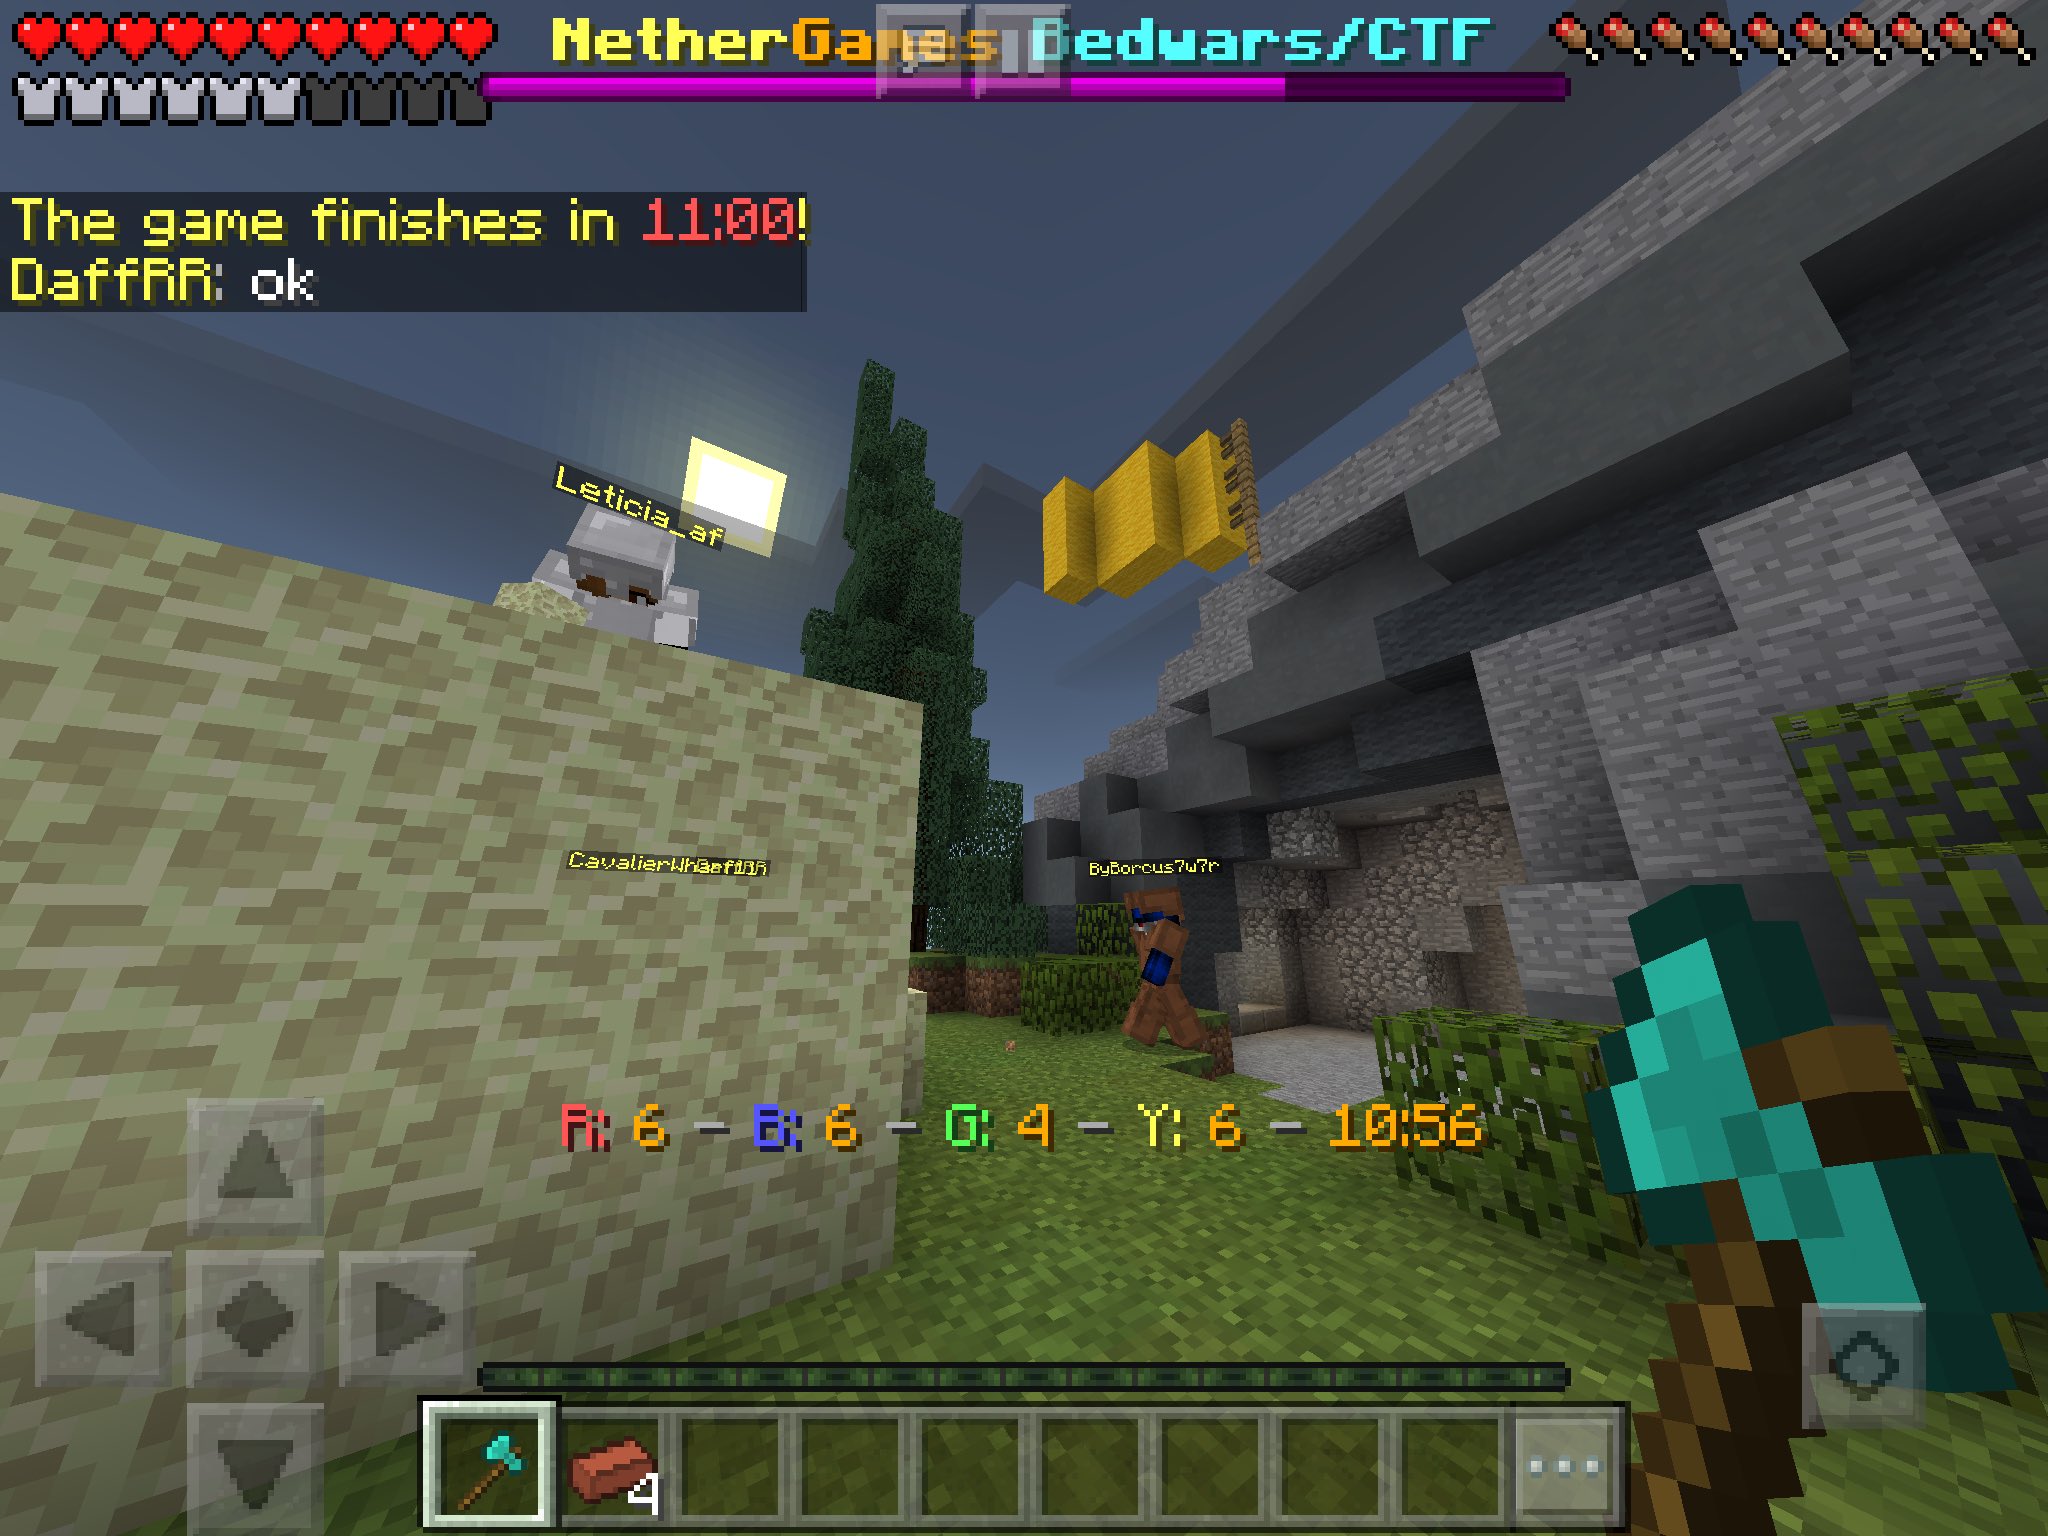 NetherGames Bedwars/CTF
The game finishes in 11:00!
DaffRR: ok
Leticia_af
ByBorcus7w7r
R: 6 - B: 6 - G: 4 - Y: 6 - 10:56
4